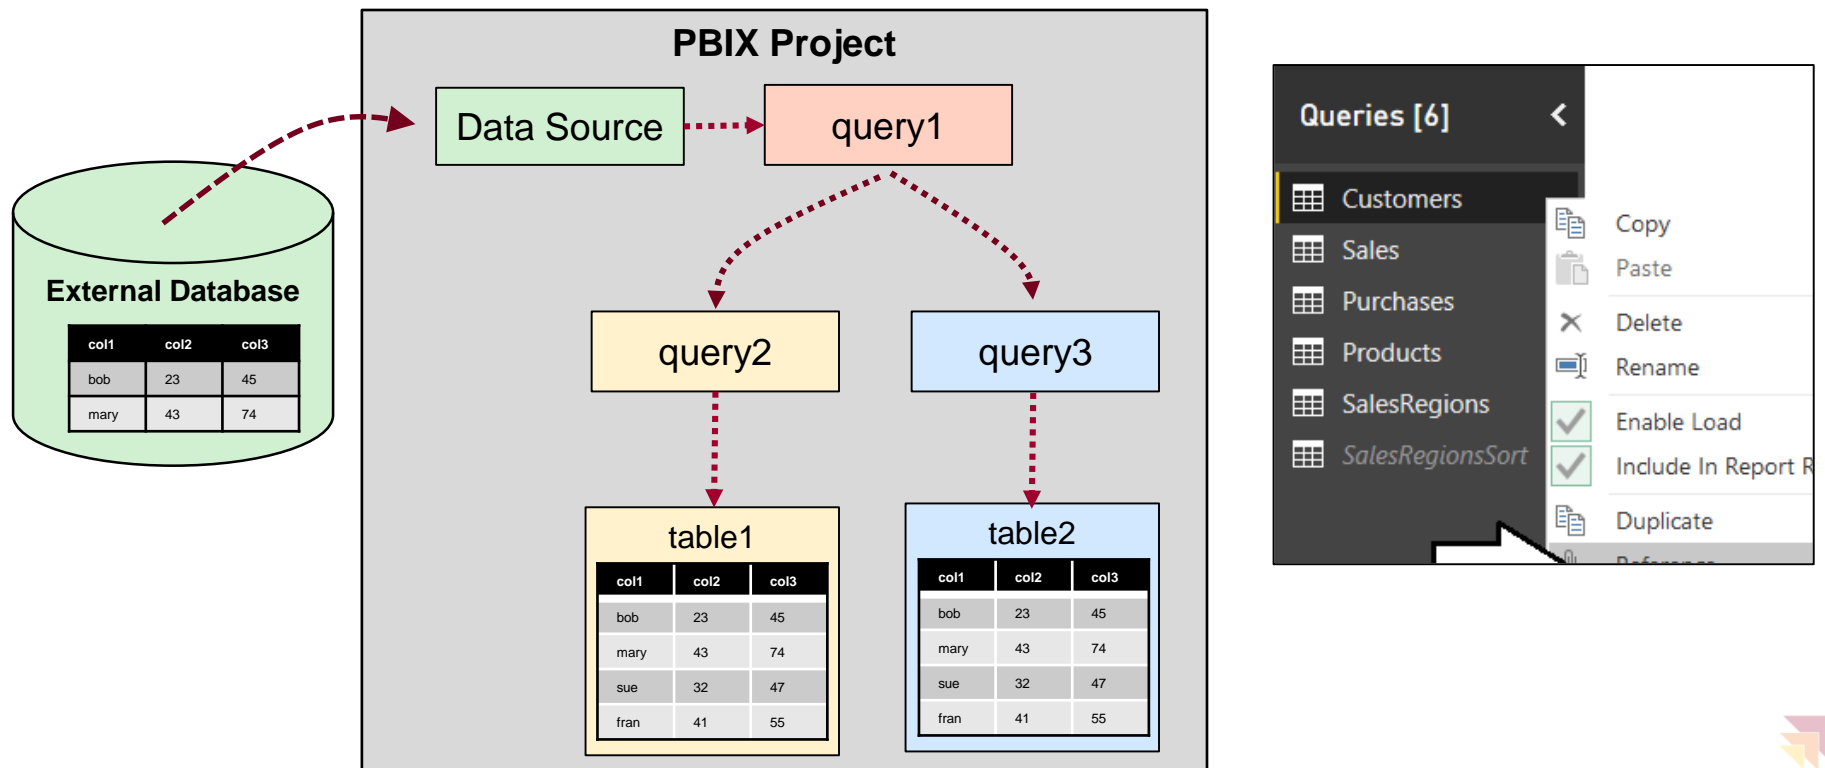 PBIX Project
Data Source
query1
External Database
col1 col2 col3
bob 23 45
mary 43 74
query2
query3
table1
col1 col2 col3
bob 23 45
mary 43 74
sue 32 47
fran 41 55
table2
col1 col2 col3
bob 23 45
mary 43 74
sue 32 47
fran 41 55
Queries [6]
Customers
Sales
Purchases
Products
SalesRegions
SalesRegionsSort
Copy
Paste
Delete
Rename
Enable Load
Include In Report R
Duplicate
Reference